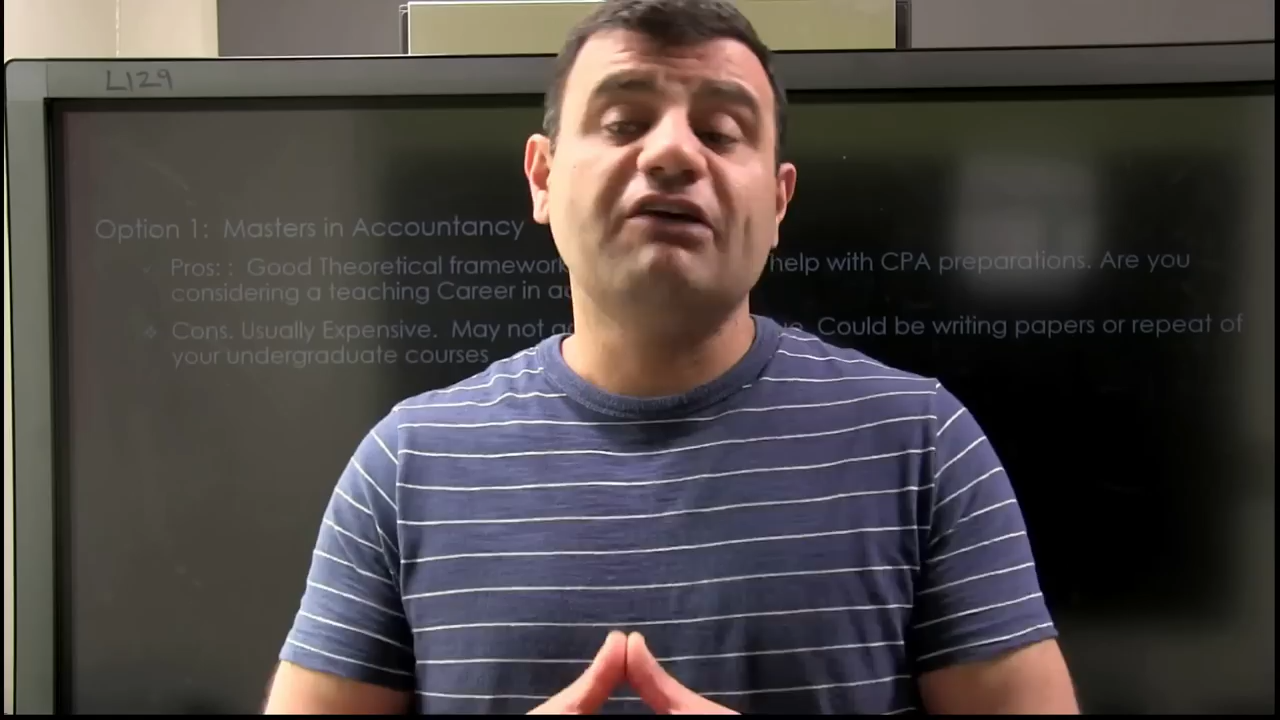 L129
Option 1: Masters in Accountancy
Pros: : Good Theoretical framework help with CPA preparations. Are you
considering a teaching Career in
Cons. Usually Expensive. May not Could be writing papers or repeat of
your undergraduate courses